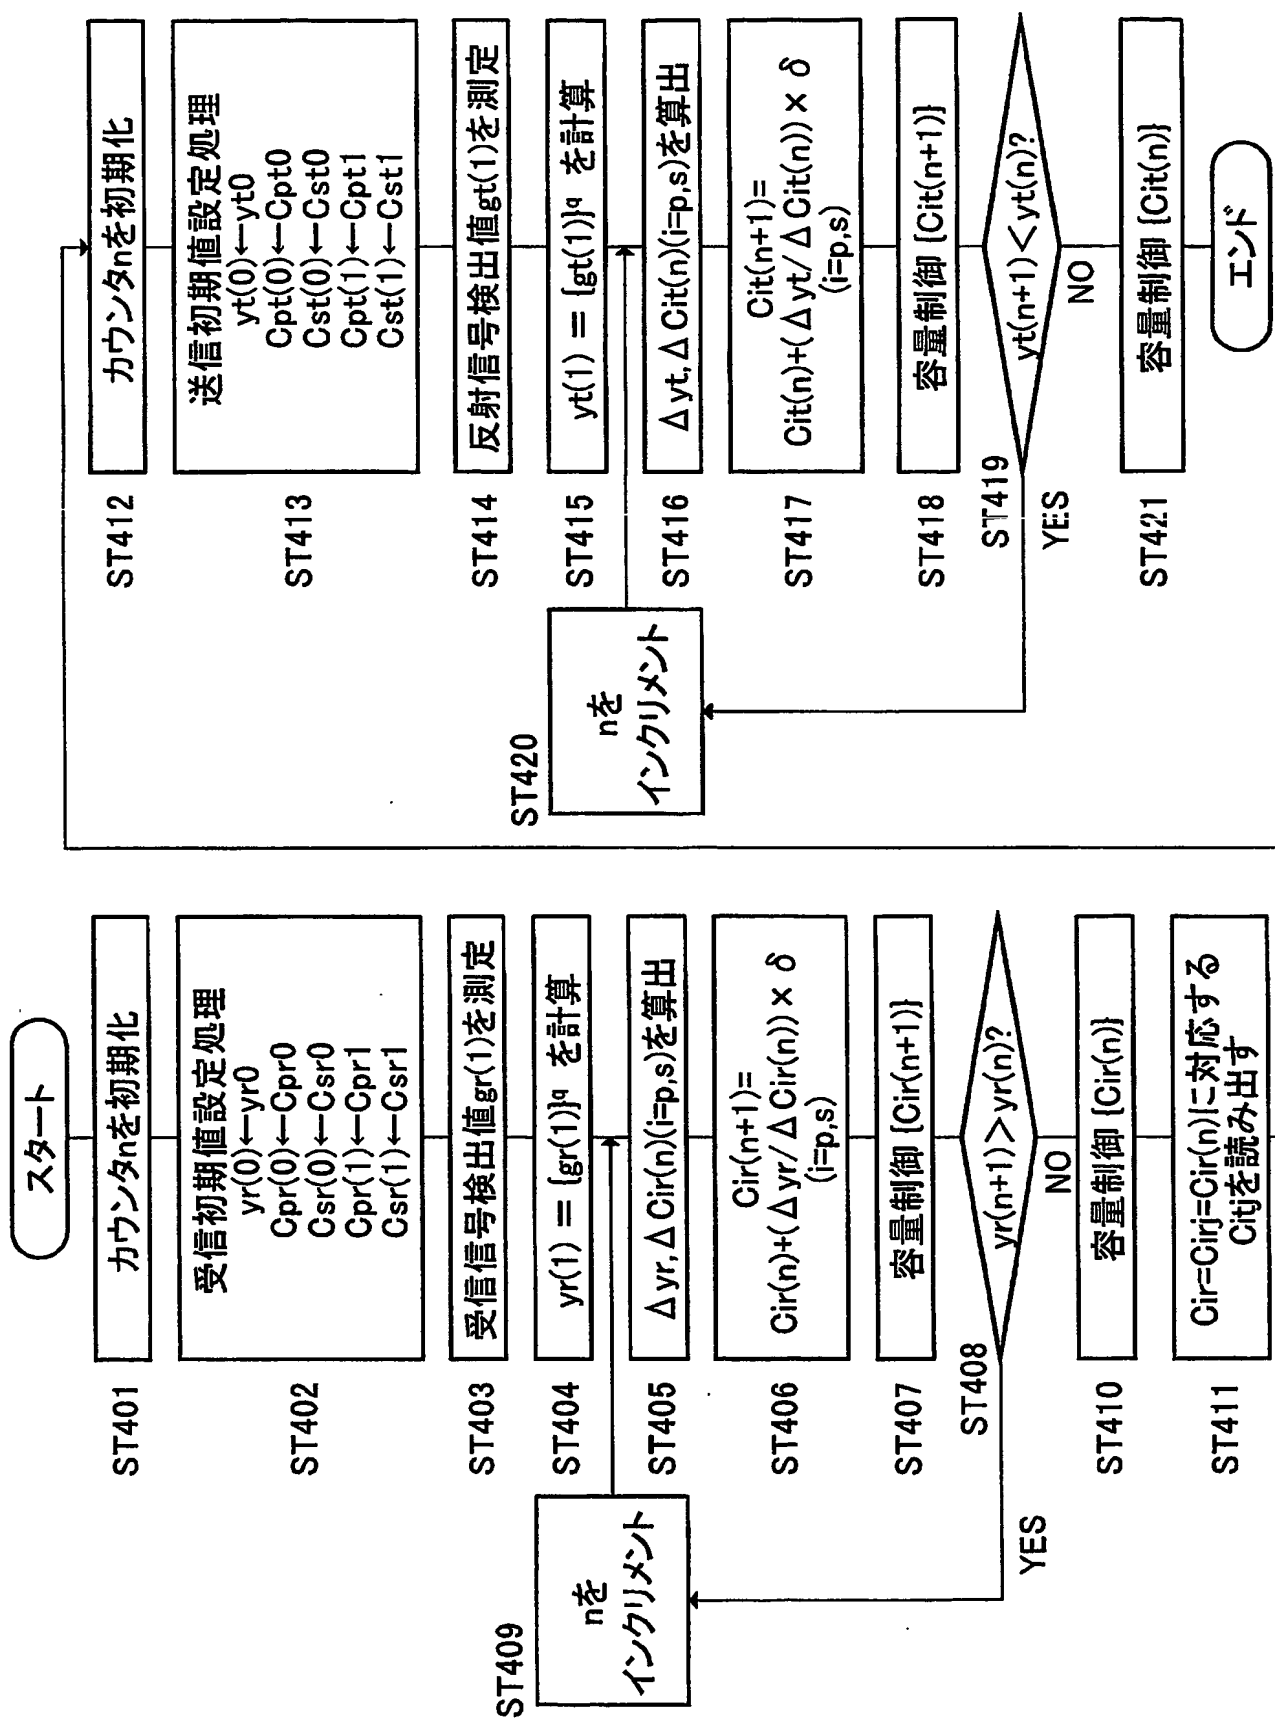 スタート
ST401
カウンタnを初期化
ST402
受信初期値設定処理
yr(0)←yr0
Cpr(0)←Cpr0
Csr(0)←Csr0
Cpr(1)←Cpr1
Csr(1)←Csr1
ST403
受信信号検出値gr(1)を測定
ST404
yr(1) = {gr(1)}q を計算
ST405
Δyr,ΔCir(n)(i=p,s)を算出
ST406
Cir(n+1)=
Cir(n)+(Δyr/ΔCir(n))×δ
(i=p,s)
ST407
容量制御 {Cir(n+1)}
ST408
yr(n+1)>yr(n)?
YES
NO
ST409
nを
インクリメント
ST410
容量制御 {Cir(n)}
ST411
Cir=Cirj=Cir(n)に対応する
Citjを読み出す
ST412
カウンタnを初期化
ST413
送信初期値設定処理
yt(0)←yt0
Cpt(0)←Cpt0
Cst(0)←Cst0
Cpt(1)←Cpt1
Cst(1)←Cst1
ST414
反射信号検出値gt(1)を測定
ST415
yt(1) = {gt(1)}q を計算
ST416
Δyt,ΔCit(n)(i=p,s)を算出
ST417
Cit(n+1)=
Cit(n)+(Δyt/ΔCit(n))×δ
(i=p,s)
ST418
容量制御 {Cit(n+1)}
ST419
yt(n+1)<yt(n)?
YES
NO
ST420
nを
インクリメント
ST421
容量制御 {Cit(n)}
エンド